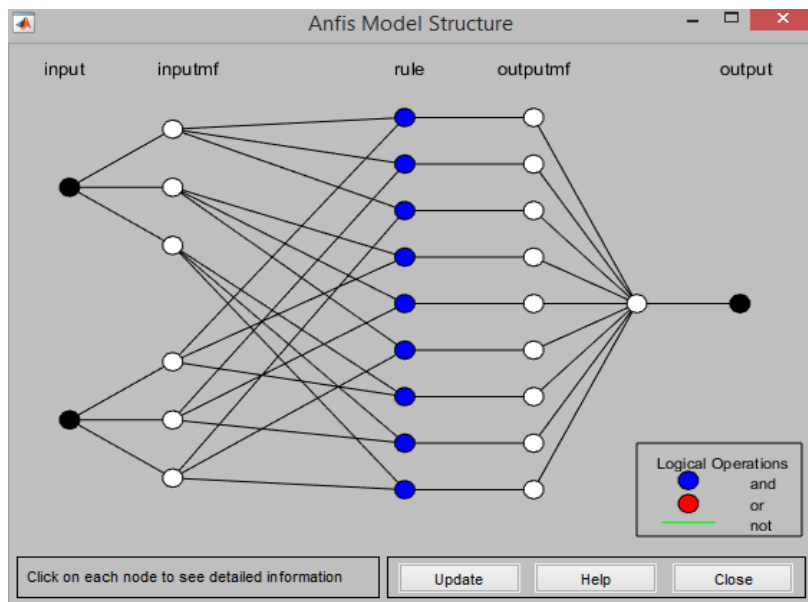 Anfis Model Structure
input inputmf rule outputmf output
Logical Operations
and
or
not
Click on each node to see detailed information
Update Help Close